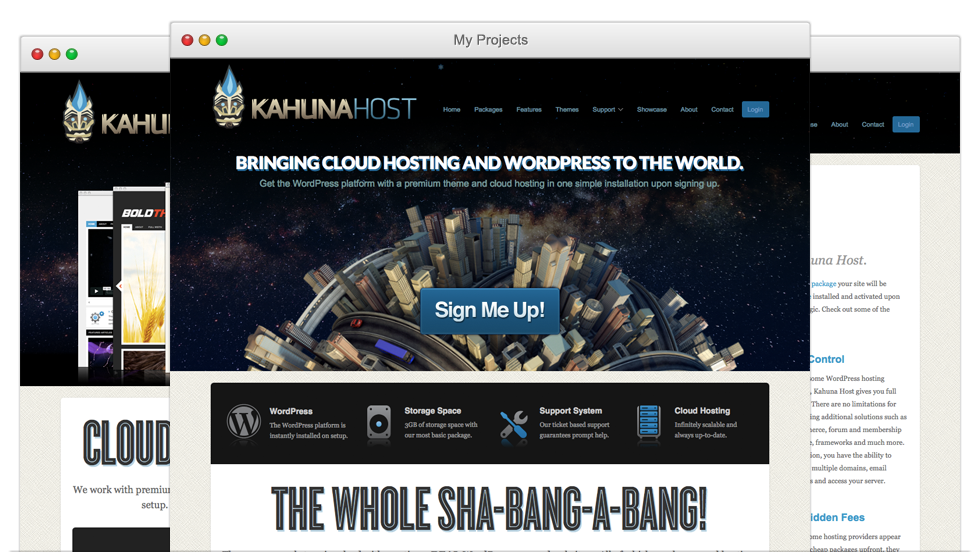 My Projects
KAHUNAHOST
Home Packages Features Themes Support Showcase About Contact Login
BRINGING CLOUD HOSTING AND WORDPRESS TO THE WORLD.
Get the WordPress platform with a premium theme and cloud hosting in one simple installation upon signing up.
Sign Me Up!
WordPress
The WordPress platform is
instantly installed on setup.
Storage Space
3GB of storage space with
our most basic package.
Support System
Our ticket based support
guarantees prompt help.
Cloud Hosting
Infinitely scalable and
always up-to-date.
THE WHOLE SHA-BANG-A-BANG!
KAHU
BOLDTH
CLOUD
We work with premium
setup.
About Contact Login
una Host.
package your site will be
installed and activated upon
gic. Check out some of the
Control
ome WordPress hosting
, Kahuna Host gives you full
There are no limitations for
ing additional solutions such as
erce, forum and membership
, frameworks and much more.
ion, you have the ability to
multiple domains, email
s and access your server.
idden Fees
ome hosting providers appear
cheap packages upfront, they